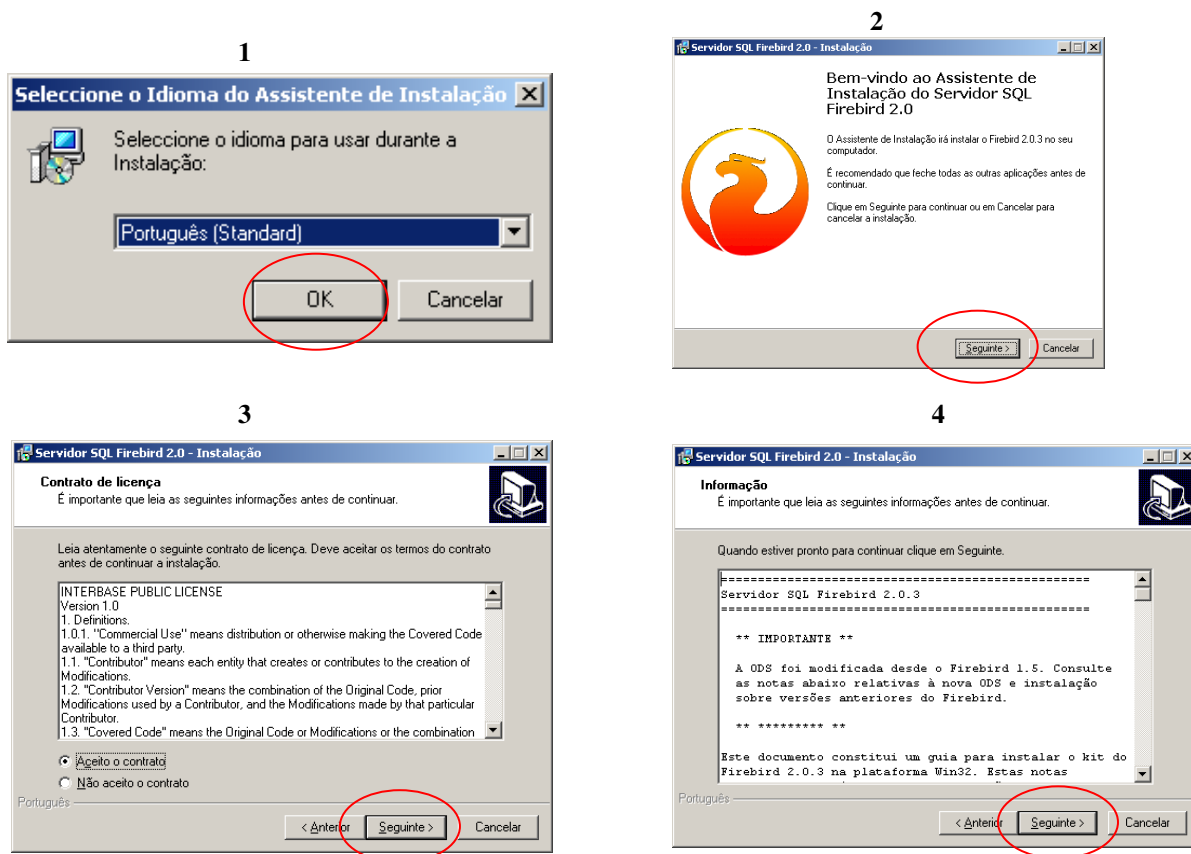 1
Seleccione o Idioma do Assistente de Instalação
Seleccione o idioma para usar durante a
Instalação:
Português (Standard)
OK
Cancelar
2
Servidor SQL Firebird 2.0 - Instalação
Bem-vindo ao Assistente de
Instalação do Servidor SQL
Firebird 2.0
O Assistente de Instalação irá instalar o Firebird 2.0.3 no seu
computador.
É recomendado que feche todas as outras aplicações antes de
continuar.
Clique em Seguinte para continuar ou em Cancelar para
cancelar a instalação.
Seguinte >
Cancelar
3
Servidor SQL Firebird 2.0 - Instalação
Contrato de licença
É importante que leia as seguintes informações antes de continuar.
Leia atentamente o seguinte contrato de licença. Deve aceitar os termos do contrato
antes de continuar a instalação.
INTERBASE PUBLIC LICENSE
Version 1.0
1. Definitions.
1.0.1. "Commercial Use" means distribution or otherwise making the Covered Code
available to a third party.
1.1. "Contributor" means each entity that creates or contributes to the creation of
Modifications.
1.2. "Contributor Version" means the combination of the Original Code, prior
Modifications used by a Contributor, and the Modifications made by that particular
Contributor.
1.3. "Covered Code" means the Original Code or Modifications or the combination
Aceito o contrato
Não aceito o contrato
Português
< Anterior
Seguinte >
Cancelar
4
Servidor SQL Firebird 2.0 - Instalação
Informação
É importante que leia as seguintes informações antes de continuar.
Quando estiver pronto para continuar clique em Seguinte.
==================================================
Servidor SQL Firebird 2.0.3
==================================================
** IMPORTANTE **
A ODS foi modificada desde o Firebird 1.5. Consulte
as notas abaixo relativas à nova ODS e instalação
sobre versões anteriores do Firebird.
** ********* **
Este documento constitui um guia para instalar o kit do
Firebird 2.0.3 na plataforma Win32. Estas notas
Português
< Anterior
Seguinte >
Cancelar